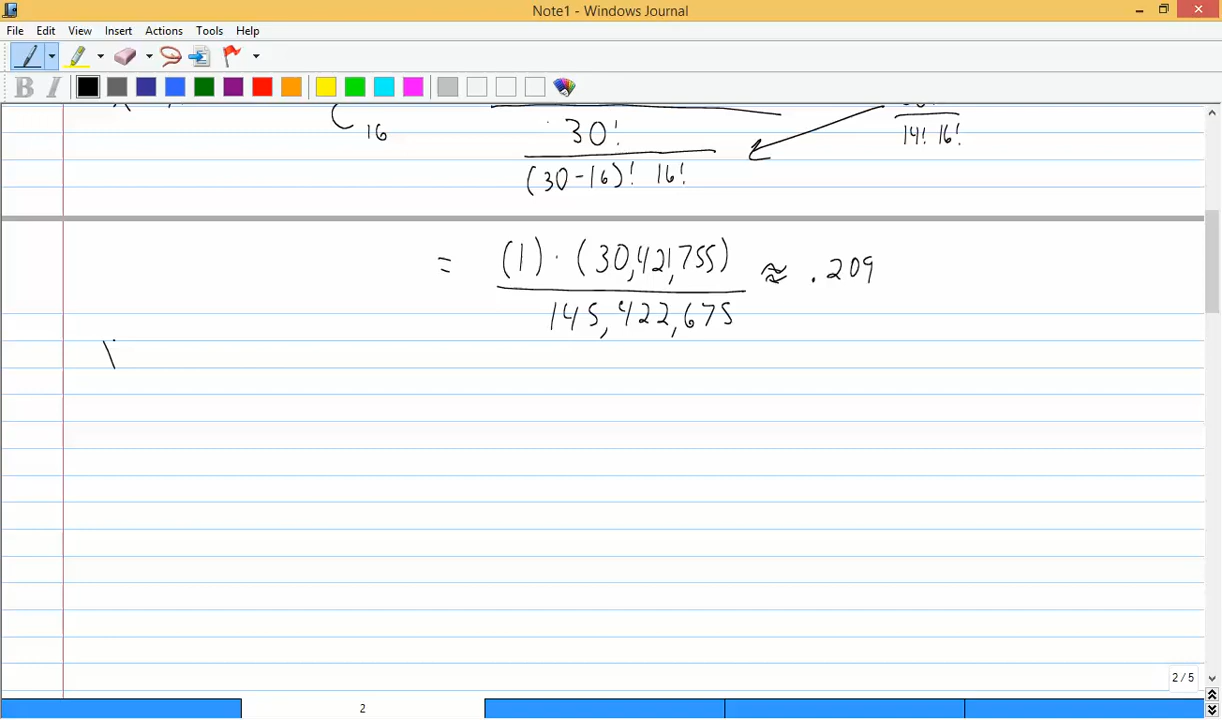 Note1 - Windows Journal
File Edit View Insert Actions Tools Help
B I
16
30!
(30-16)! 16!
14! 16!
= (1) · (30,421,755) ≈ .209
145,422,675
2 / 5
2